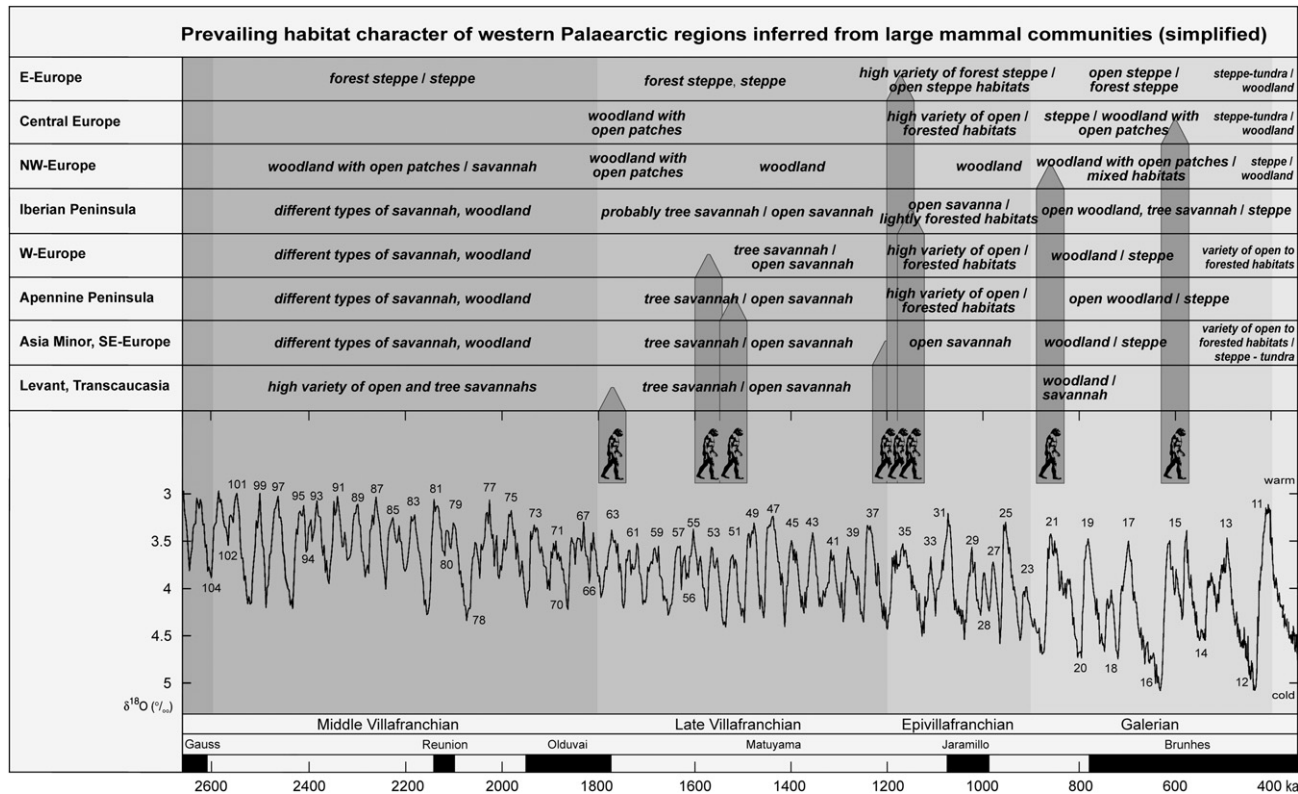 Prevailing habitat character of western Palaearctic regions inferred from large mammal communities (simplified)
E-Europe
forest steppe / steppe
forest steppe, steppe
high variety of forest steppe /
open steppe habitats
open steppe /
forest steppe
steppe-tundra /
woodland
Central Europe
woodland with
open patches
high variety of open /
forested habitats
steppe / woodland with
open patches
steppe-tundra /
woodland
NW-Europe
woodland with open patches / savannah
woodland with
open patches
woodland
woodland
woodland with open patches /
mixed habitats
steppe /
woodland
Iberian Peninsula
different types of savannah, woodland
probably tree savannah / open savannah
open savanna /
lightly forested habitats
open woodland, tree savannah / steppe
W-Europe
different types of savannah, woodland
tree savannah /
open savannah
high variety of open /
forested habitats
woodland / steppe
variety of open to
forested habitats
Apennine Peninsula
different types of savannah, woodland
tree savannah / open savannah
high variety of open /
forested habitats
open woodland / steppe
Asia Minor, SE-Europe
different types of savannah, woodland
tree savannah / open savannah
open savannah
woodland / steppe
variety of open to
forested habitats /
steppe - tundra
Levant, Transcaucasia
high variety of open and tree savannahs
tree savannah / open savannah
woodland /
savannah
3 warm
3.5
4
4.5
5 cold
δ18O (°/oo)
101 99 97 95 93 91 89 87 85 83 81 79 77 75 73 71 67 63 61 59 57 55 53 51 49 47 45 43 41 39 37 35 33 31 29 27 25 23 21 19 17 15 13 11
104 102 94 80 78 70 66 56 28 20 18 16 14 12
Middle Villafranchian Late Villafranchian Epivillafranchian Galerian
Gauss Reunion Olduvai Matuyama Jaramillo Brunhes
2600 2400 2200 2000 1800 1600 1400 1200 1000 800 600 400 ka